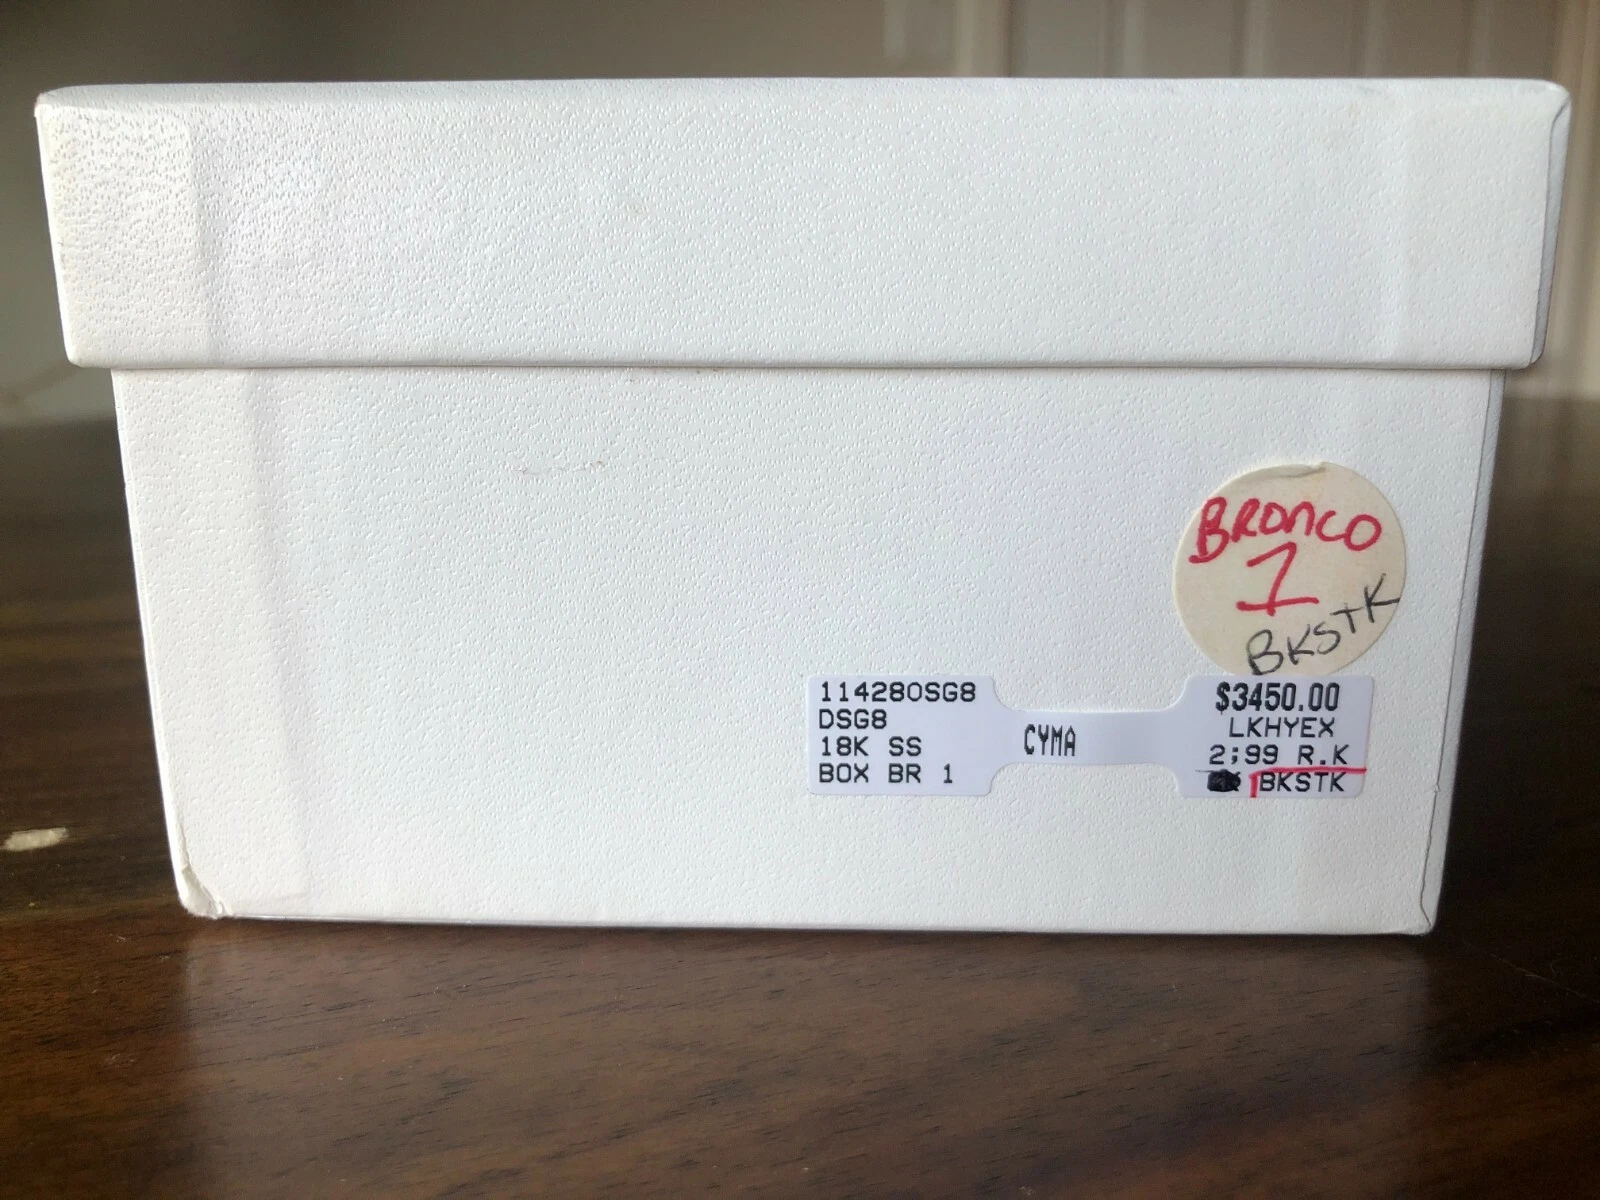 BRONCO
1
BKSTK
114280SG8
DSG8
18K SS
BOX BR 1
CYMA
$3450.00
LKHYEX
2;99 R.K
BKSTK